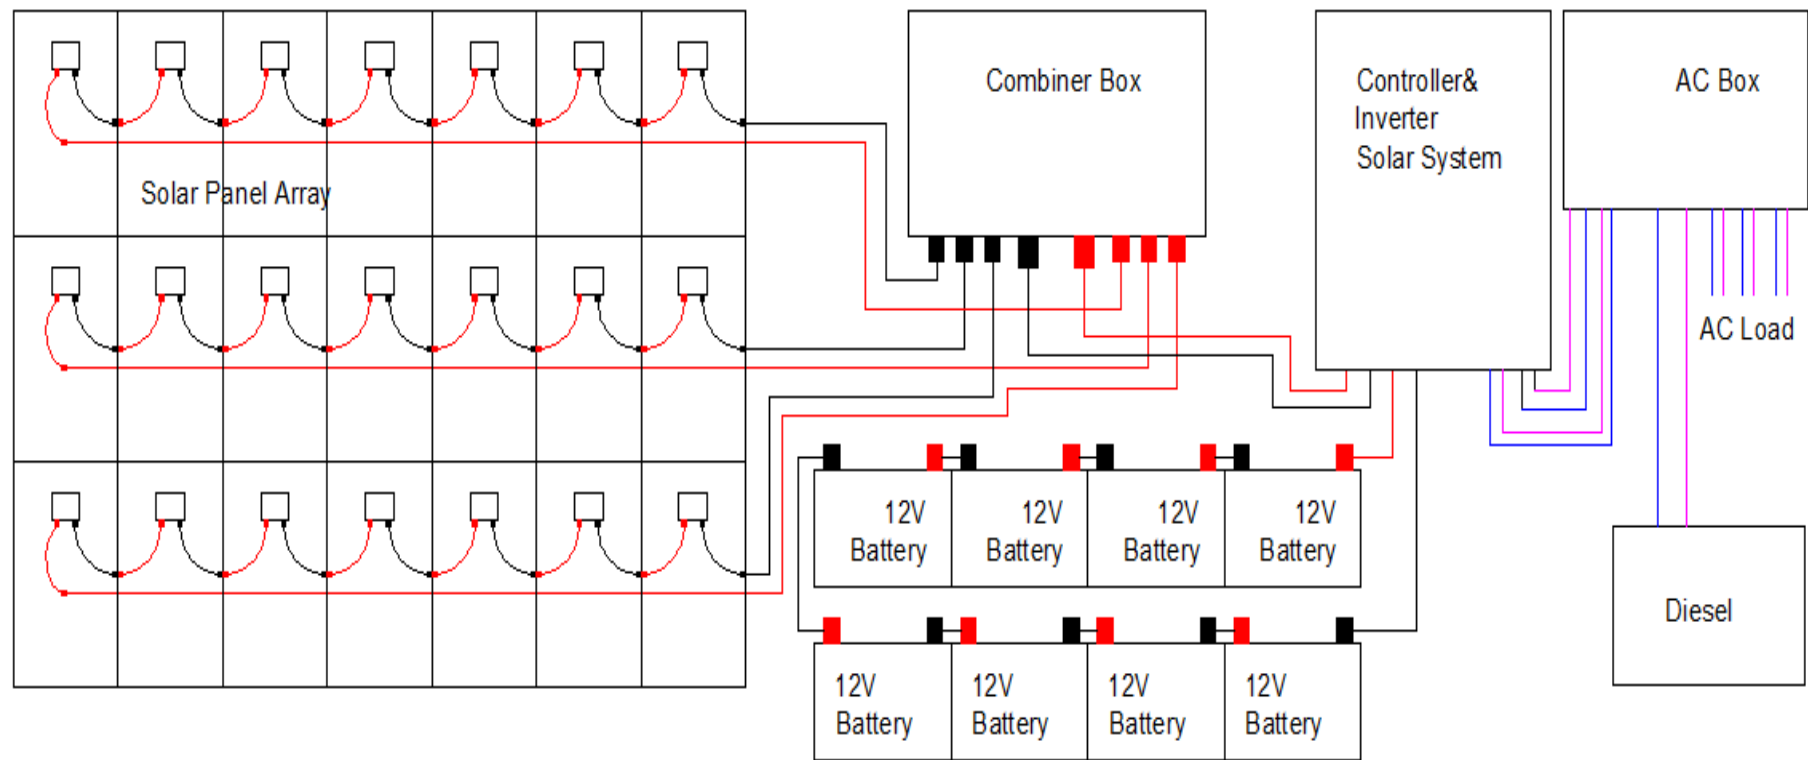 Solar Panel Array
Combiner Box
Controller&
Inverter
Solar System
AC Box
AC Load
12V
Battery
12V
Battery
12V
Battery
12V
Battery
12V
Battery
12V
Battery
12V
Battery
12V
Battery
Diesel